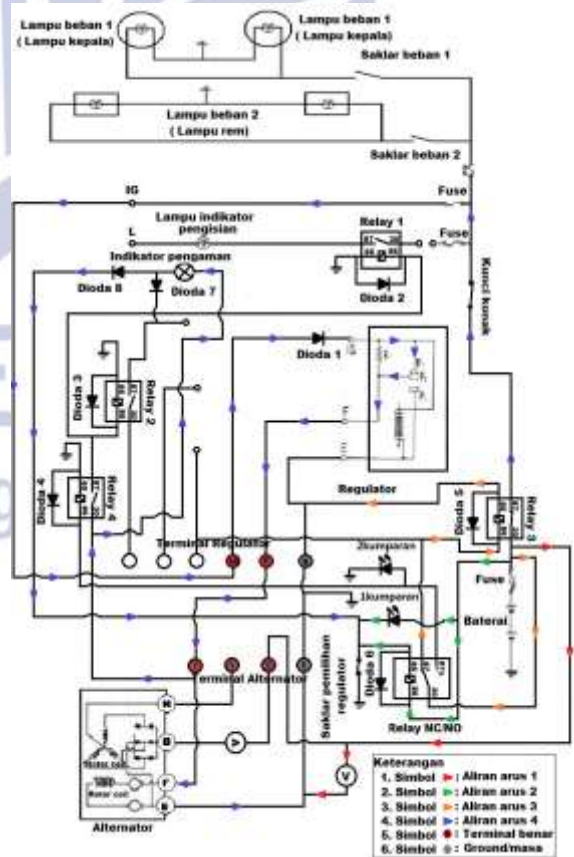 Lampu beban 1
( Lampu kepala)
Lampu beban 1
( Lampu kepala)
Saklar beban 1
Lampu beban 2
( Lampu rem)
Saklar beban 2
IG
Fuse
Lampu indikator
pengisian
L
Relay 1
Fuse
Indikator pengaman
Dioda 8
Dioda 7
Dioda 2
Kunci kontak
Dioda 1
Dioda 3
Relay 2
Dioda 4
Relay 4
Regulator
Dioda 5
Relay 3
Terminal Regulator
2kumparan
Fuse
1kumparan
Baterai
Terminal Alternator
Saklar pemilihan
regulator
Dioda 6
Relay NC/NO
N
B
A
F
E
V
Alternator
Keterangan
1. Simbol : Aliran arus 1
2. Simbol : Aliran arus 2
3. Simbol : Aliran arus 3
4. Simbol : Aliran arus 4
5. Simbol : Terminal benar
6. Simbol : Ground/masa